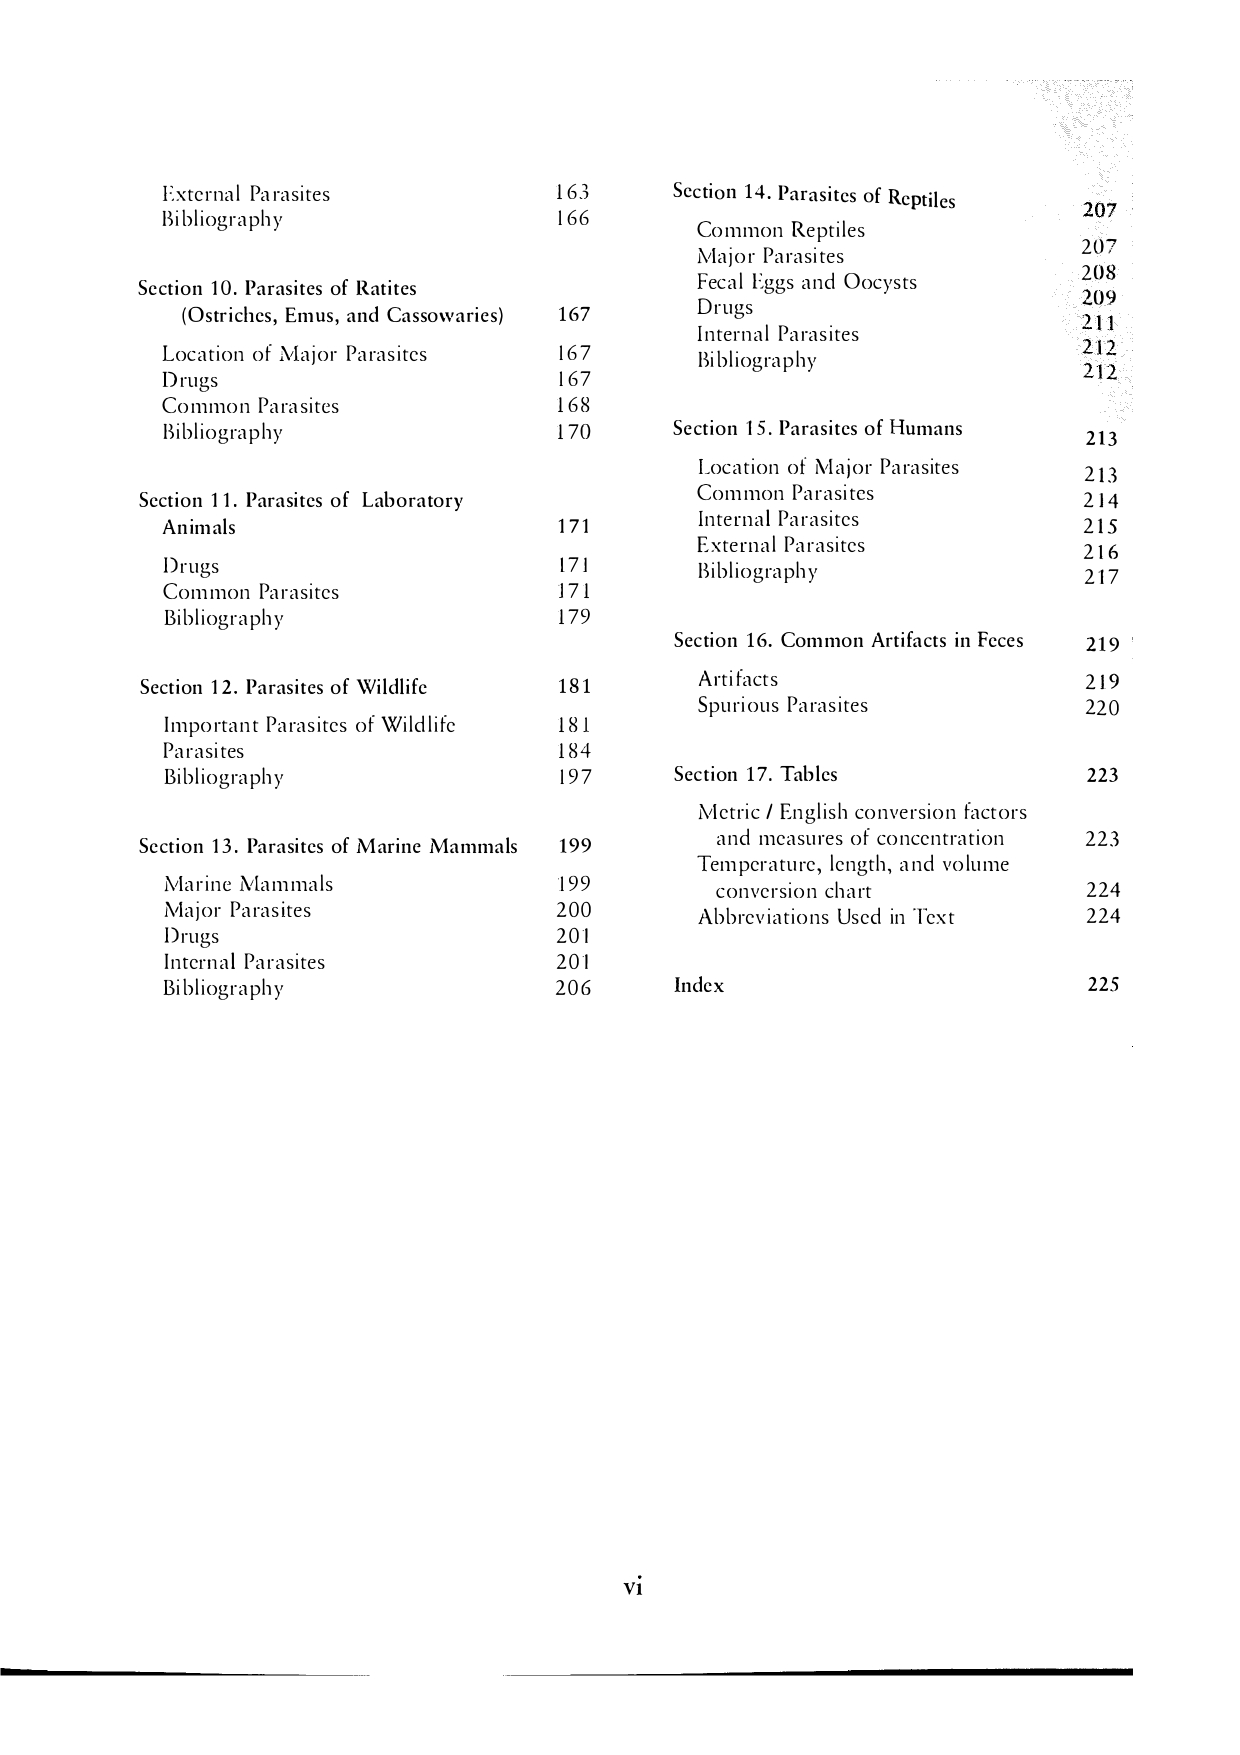 External Parasites 163
Bibliography 166
Section 10. Parasites of Ratites
(Ostriches, Emus, and Cassowaries) 167
Location of Major Parasites 167
Drugs 167
Common Parasites 168
Bibliography 170
Section 11. Parasites of Laboratory
Animals 171
Drugs 171
Common Parasites 171
Bibliography 179
Section 12. Parasites of Wildlife 181
Important Parasites of Wildlife 181
Parasites 184
Bibliography 197
Section 13. Parasites of Marine Mammals 199
Marine Mammals 199
Major Parasites 200
Drugs 201
Internal Parasites 201
Bibliography 206
Section 14. Parasites of Reptiles 207
Common Reptiles 207
Major Parasites 208
Fecal Eggs and Oocysts 209
Drugs 211
Internal Parasites 212
Bibliography 212
Section 15. Parasites of Humans 213
Location of Major Parasites 213
Common Parasites 214
Internal Parasites 215
External Parasites 216
Bibliography 217
Section 16. Common Artifacts in Feces 219
Artifacts 219
Spurious Parasites 220
Section 17. Tables 223
Metric / English conversion factors
and measures of concentration 223
Temperature, length, and volume
conversion chart 224
Abbreviations Used in Text 224
Index 225
vi